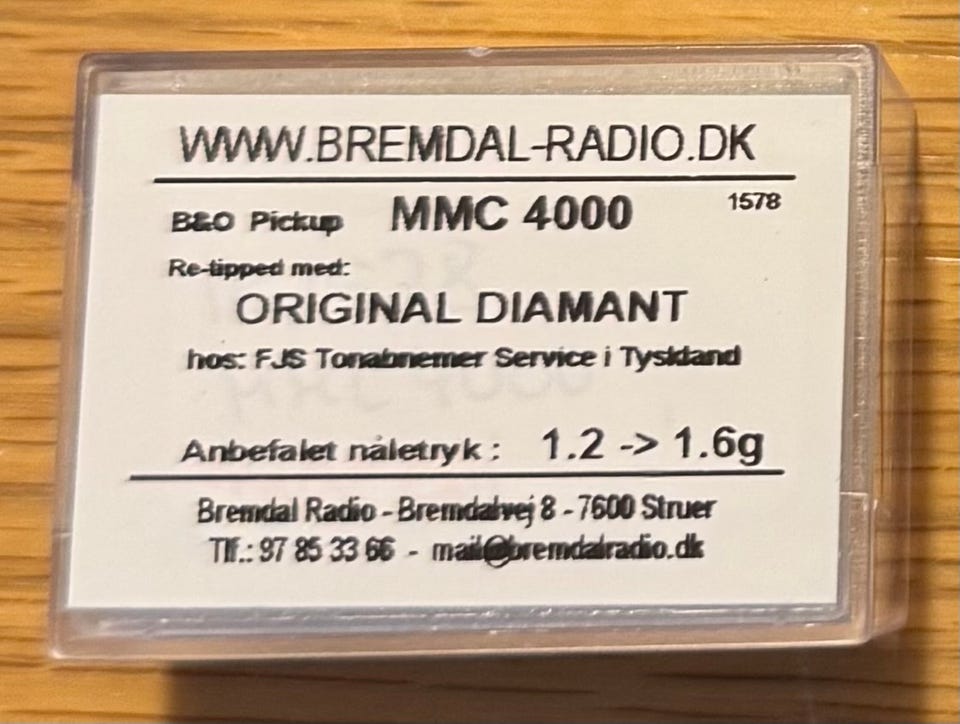 WWW.BREMDAL-RADIO.DK
B&O Pickup MMC 4000 1578
Re-tipped med:
ORIGINAL DIAMANT
hos: FJS Tonabnemer Service i Tyskland
Anbefalet nåletryk : 1.2 -> 1.6g
Bremdal Radio - Bremdalvej 8 - 7600 Struer
Tlf.: 97 85 33 66 - mail@bremdalradio.dk